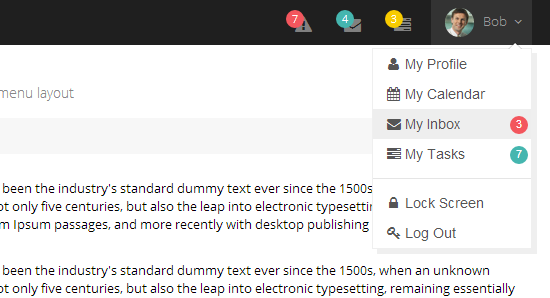 7 4 3 Bob
My Profile
menu layout
My Calendar
My Inbox 3
My Tasks 7
been the industry's standard dummy text ever since the 1500s,
ot only five centuries, but also the leap into electronic typesetting
m Ipsum passages, and more recently with desktop publishing
Lock Screen
Log Out
been the industry's standard dummy text ever since the 1500s, when an unknown
ot only five centuries, but also the leap into electronic typesetting, remaining essentially